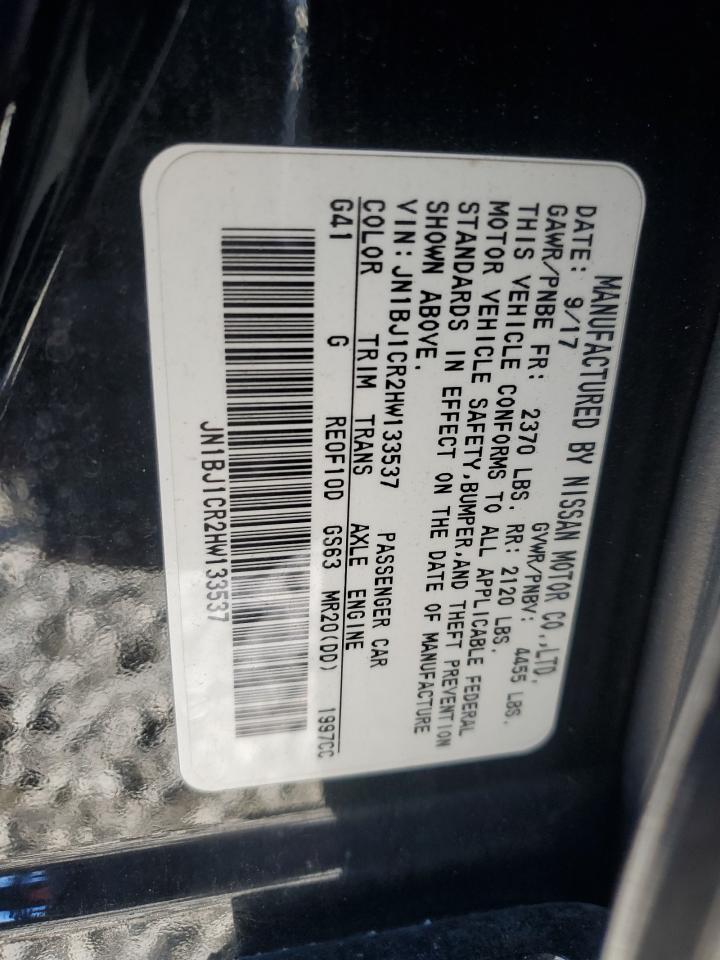 MANUFACTURED BY NISSAN MOTOR CO.,LTD.
DATE: 9/17 GVWR/PNBV: 4455 LBS.
GAWR/PNBE FR: 2370 LBS. RR: 2120 LBS.
THIS VEHICLE CONFORMS TO ALL APPLICABLE FEDERAL
MOTOR VEHICLE SAFETY,BUMPER,AND THEFT PREVENTION
STANDARDS IN EFFECT ON THE DATE OF MANUFACTURE
SHOWN ABOVE.
VIN: JN1BJ1CR2HW133537 PASSENGER CAR
COLOR TRIM TRANS AXLE ENGINE
G41 G RE0F10D GS63 MR20(DD) 1997CC
JN1BJ1CR2HW133537